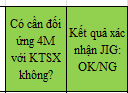 Có cần đối
ứng 4M
với KTSX
không?
Kết quả xác
nhận JIG:
OK/NG